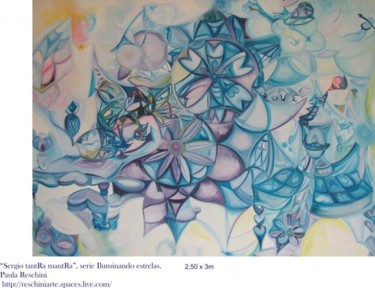 “Sergio tantRa mantRa”, serie Iluminando estrelas. 2,50 x 3m
Paula Reschini
http://reschiniarte.spaces.live.com/